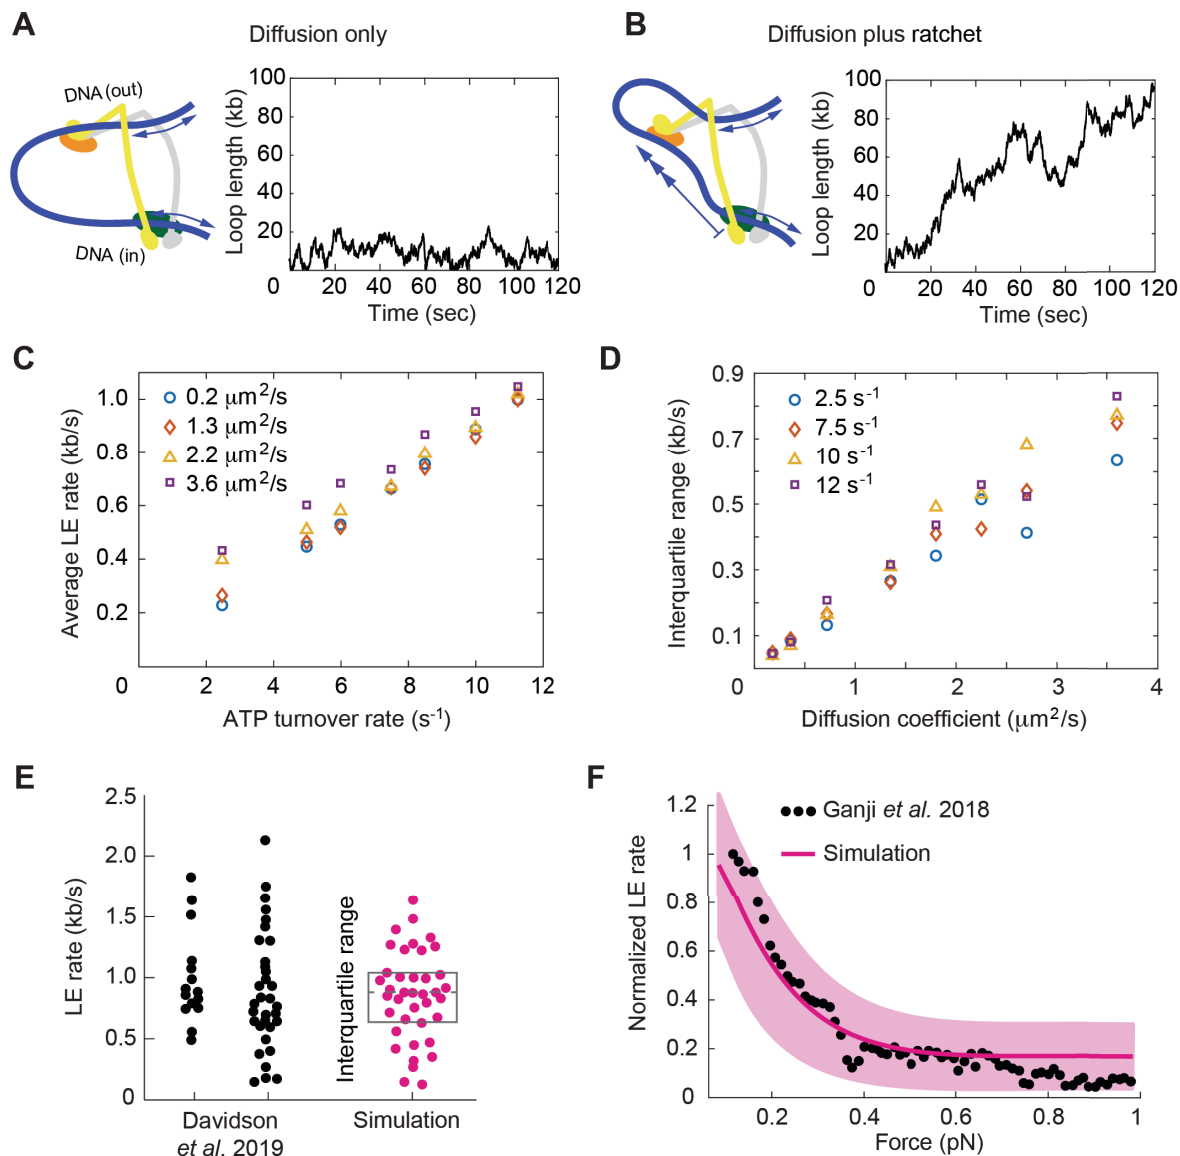 A
Diffusion only
DNA (out)
DNA (in)
Loop length (kb)
100
80
60
40
20
0
20
40
60
80
100
120
Time (sec)
B
Diffusion plus ratchet
Loop length (kb)
100
80
60
40
20
0
20
40
60
80
100
120
Time (sec)
C
Average LE rate (kb/s)
1.0
0.8
0.6
0.4
0.2
0.2 μm²/s
1.3 μm²/s
2.2 μm²/s
3.6 μm²/s
0
2
4
6
8
10
12
ATP turnover rate (s⁻¹)
D
Interquartile range (kb/s)
0.9
0.7
0.5
0.3
0.1
2.5 s⁻¹
7.5 s⁻¹
10 s⁻¹
12 s⁻¹
0
1
2
3
4
Diffusion coefficient (μm²/s)
E
LE rate (kb/s)
2.5
2.0
1.5
1.0
0.5
0
Interquartile range
Davidson
et al. 2019
Simulation
F
Normalized LE rate
1.2
1
0.8
0.6
0.4
0.2
0
Ganji et al. 2018
Simulation
0.2
0.4
0.6
0.8
1
Force (pN)